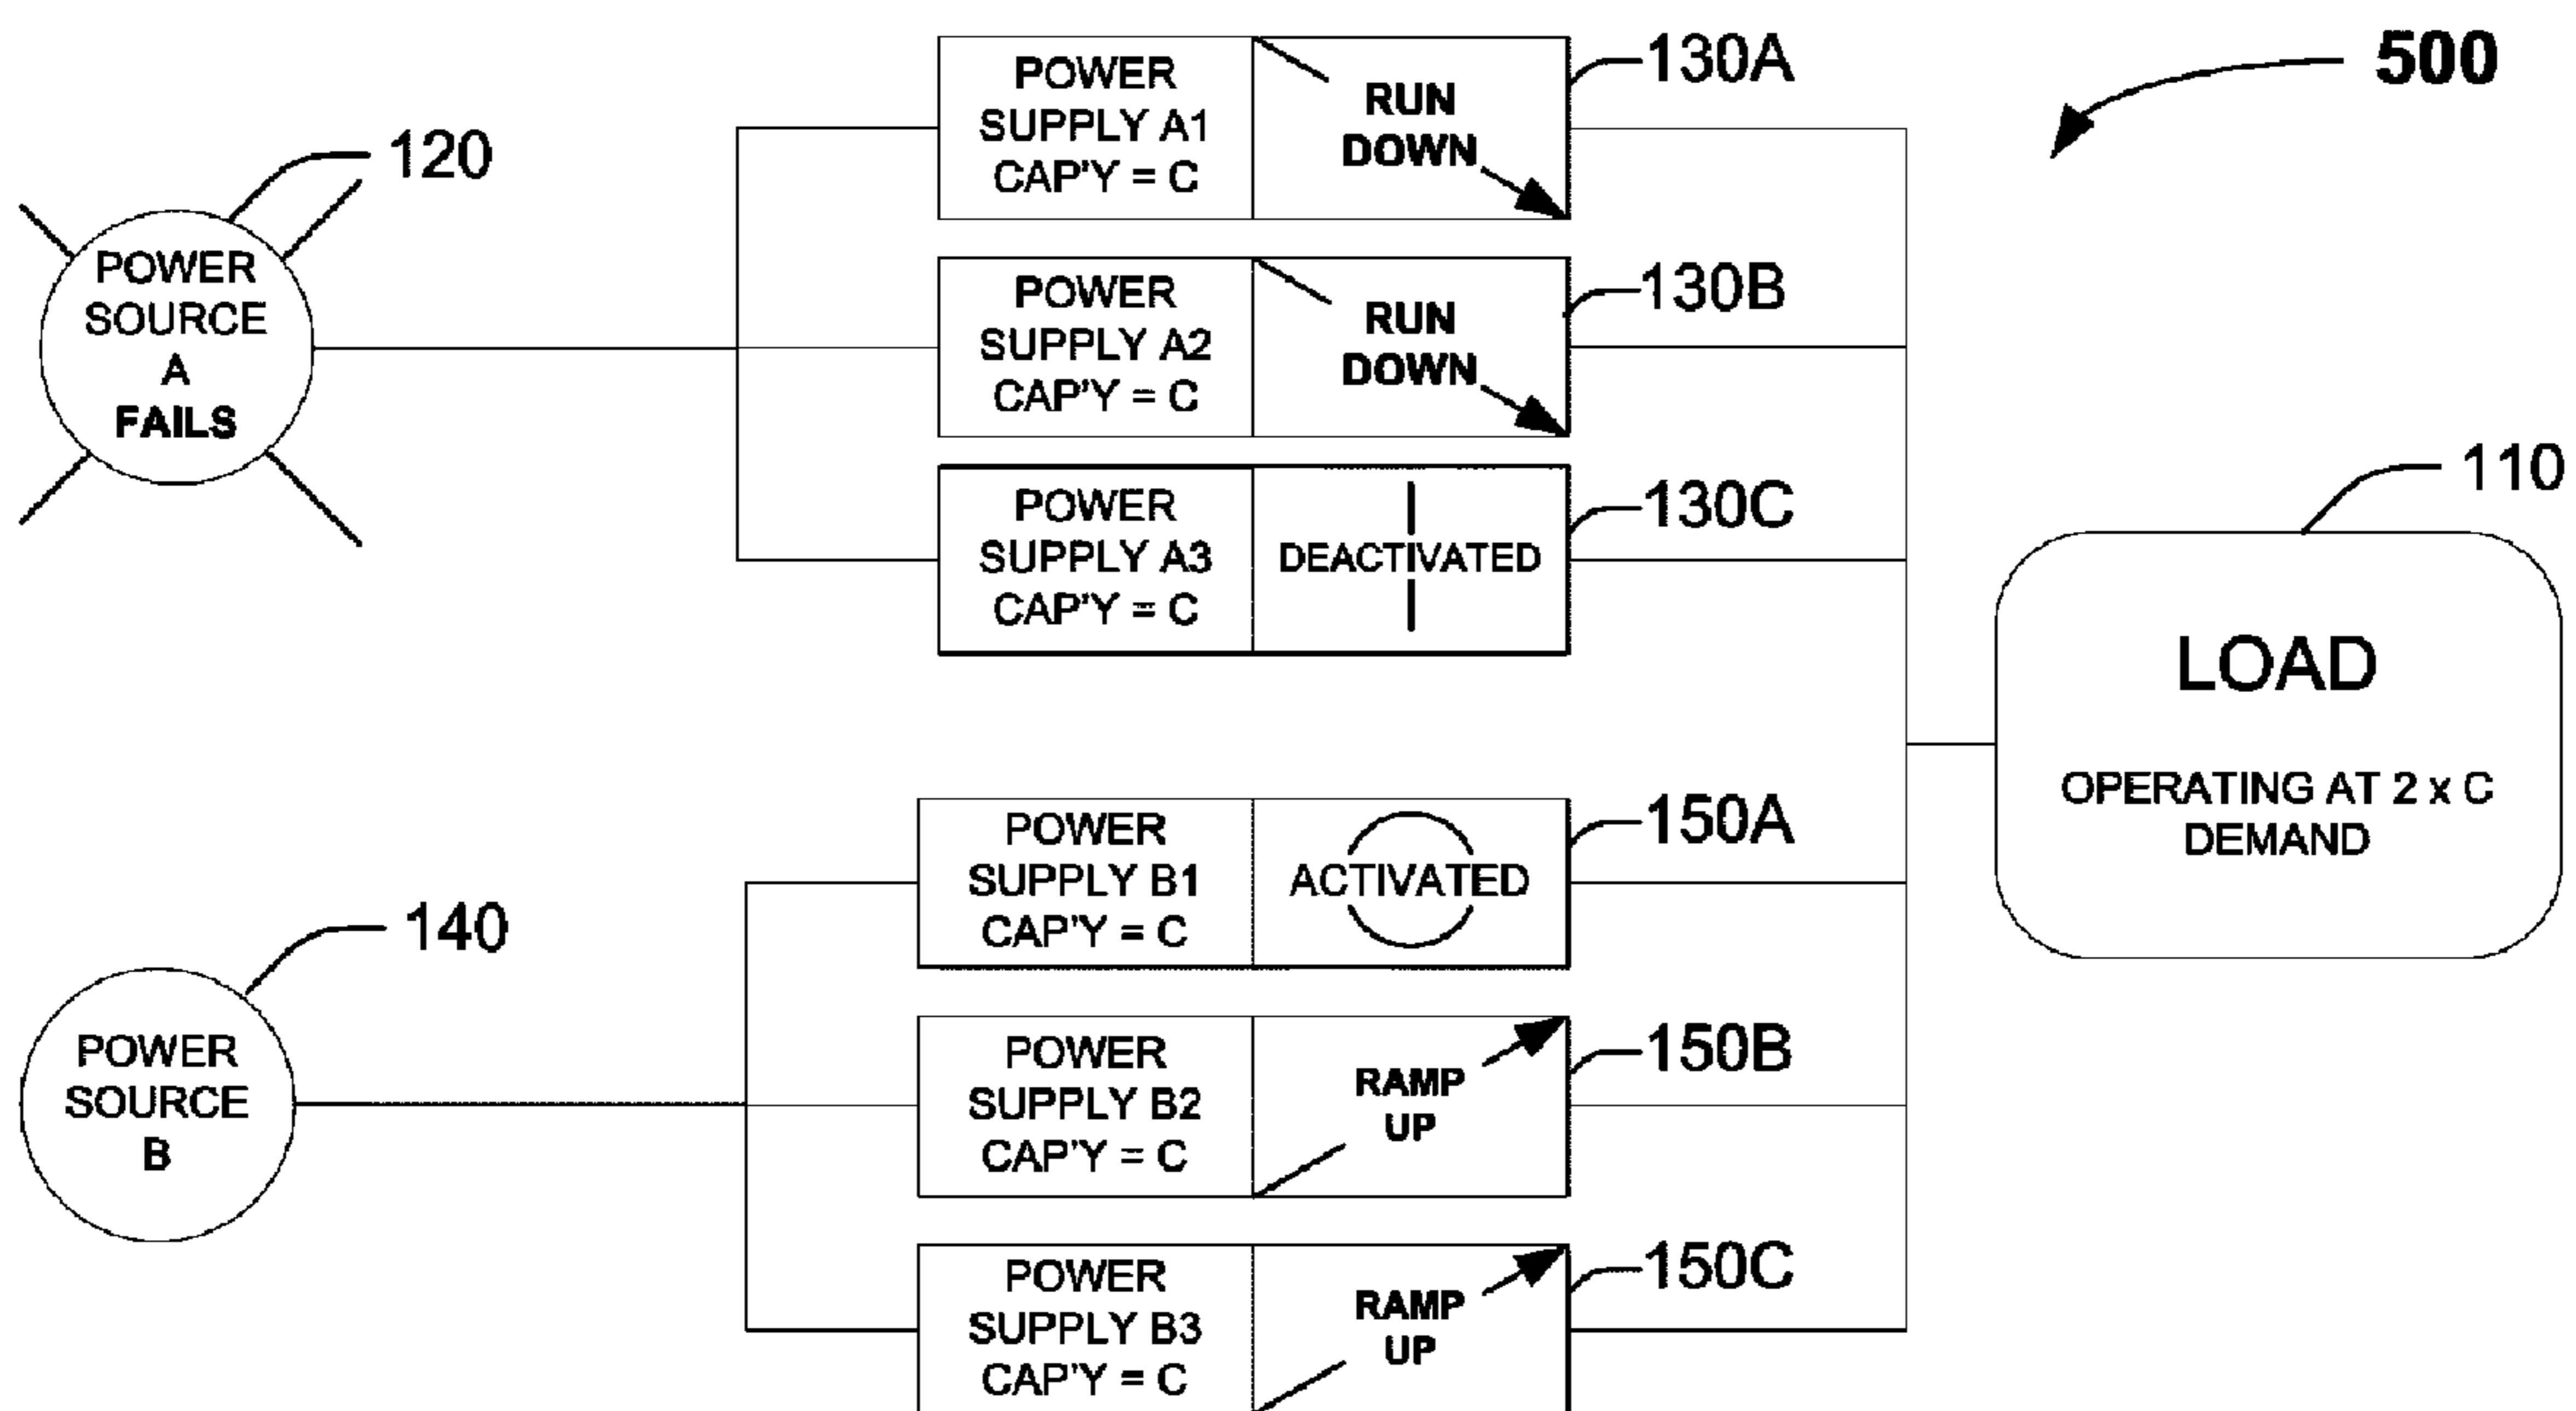 500
120
POWER
SOURCE
A
FAILS
POWER
SUPPLY A1
CAP'Y = C
RUN
DOWN
130A
POWER
SUPPLY A2
CAP'Y = C
RUN
DOWN
130B
POWER
SUPPLY A3
CAP'Y = C
DEACTIVATED
130C
110
LOAD
OPERATING AT 2 x C
DEMAND
140
POWER
SOURCE
B
POWER
SUPPLY B1
CAP'Y = C
ACTIVATED
150A
POWER
SUPPLY B2
CAP'Y = C
RAMP
UP
150B
POWER
SUPPLY B3
CAP'Y = C
RAMP
UP
150C